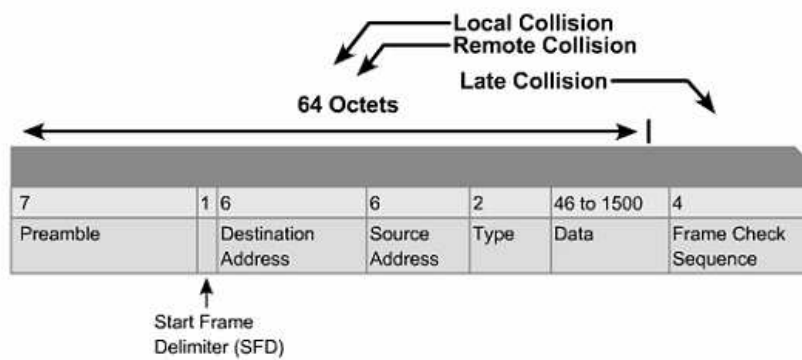 Local Collision
Remote Collision
Late Collision
64 Octets
7 1 6 6 2 46 to 1500 4
Preamble Destination Address Source Address Type Data Frame Check Sequence
Start Frame
Delimiter (SFD)